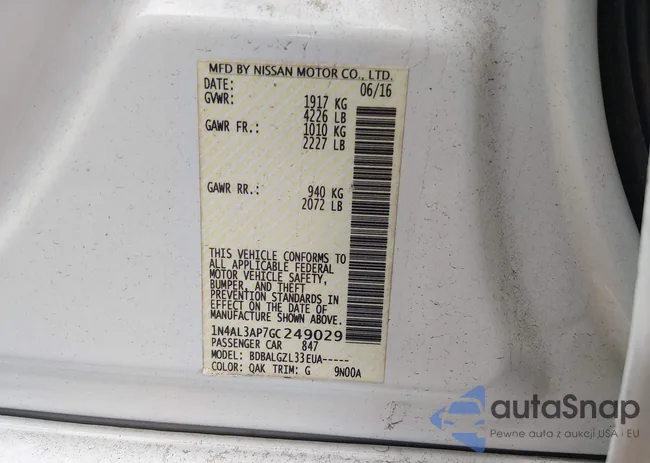 MFD BY NISSAN MOTOR CO., LTD.
DATE: 06/16
GVWR: 1917 KG
4226 LB
GAWR FR.: 1010 KG
2227 LB
GAWR RR.: 940 KG
2072 LB
THIS VEHICLE CONFORMS TO
ALL APPLICABLE FEDERAL
MOTOR VEHICLE SAFETY,
BUMPER, AND THEFT
PREVENTION STANDARDS IN
EFFECT ON THE DATE OF
MANUFACTURE SHOWN ABOVE.
1N4AL3AP7GC249029
PASSENGER CAR 847
MODEL: BDBALGZL33EUA-----
COLOR: QAK TRIM: G 9N00A
autaSnap
Pewne auta z aukcji USA i EU